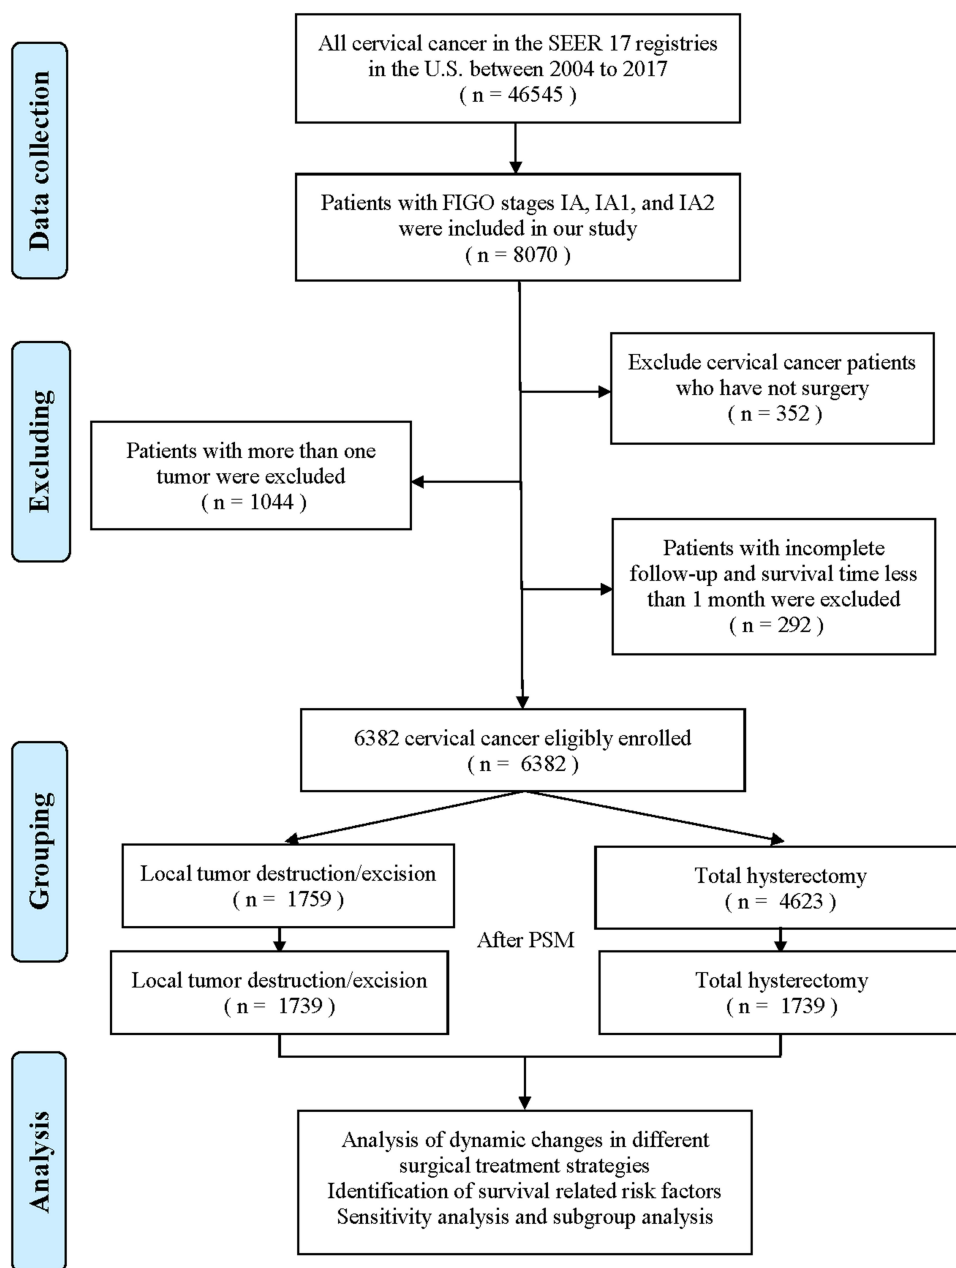 Data collection
All cervical cancer in the SEER 17 registries
in the U.S. between 2004 to 2017
( n = 46545 )
Patients with FIGO stages IA, IA1, and IA2
were included in our study
( n = 8070 )
Excluding
Exclude cervical cancer patients
who have not surgery
( n = 352 )
Patients with more than one
tumor were excluded
( n = 1044 )
Patients with incomplete
follow-up and survival time less
than 1 month were excluded
( n = 292 )
Grouping
6382 cervical cancer eligibly enrolled
( n = 6382 )
Local tumor destruction/excision
( n = 1759 )
Total hysterectomy
( n = 4623 )
After PSM
Local tumor destruction/excision
( n = 1739 )
Total hysterectomy
( n = 1739 )
Analysis
Analysis of dynamic changes in different
surgical treatment strategies
Identification of survival related risk factors
Sensitivity analysis and subgroup analysis